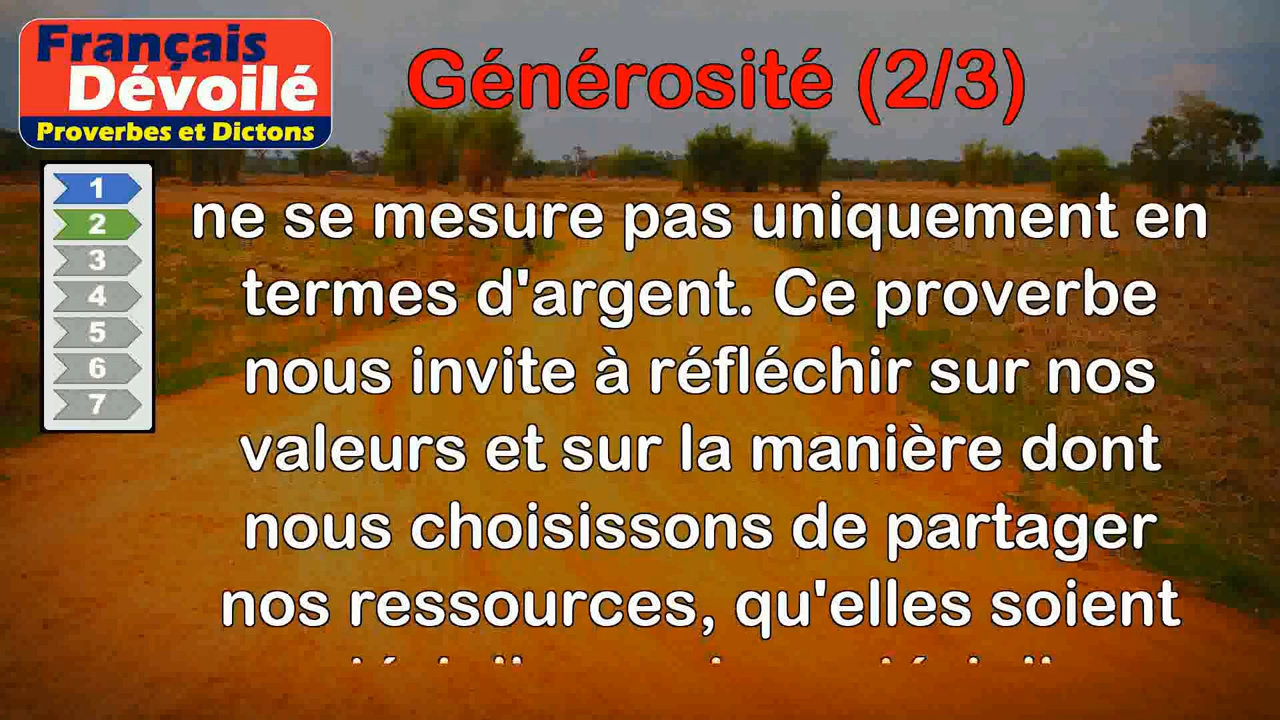 Français
Dévoilé
Proverbes et Dictons
Générosité (2/3)
1
2
3
4
5
6
7
ne se mesure pas uniquement en
termes d'argent. Ce proverbe
nous invite à réfléchir sur nos
valeurs et sur la manière dont
nous choisissons de partager
nos ressources, qu'elles soient